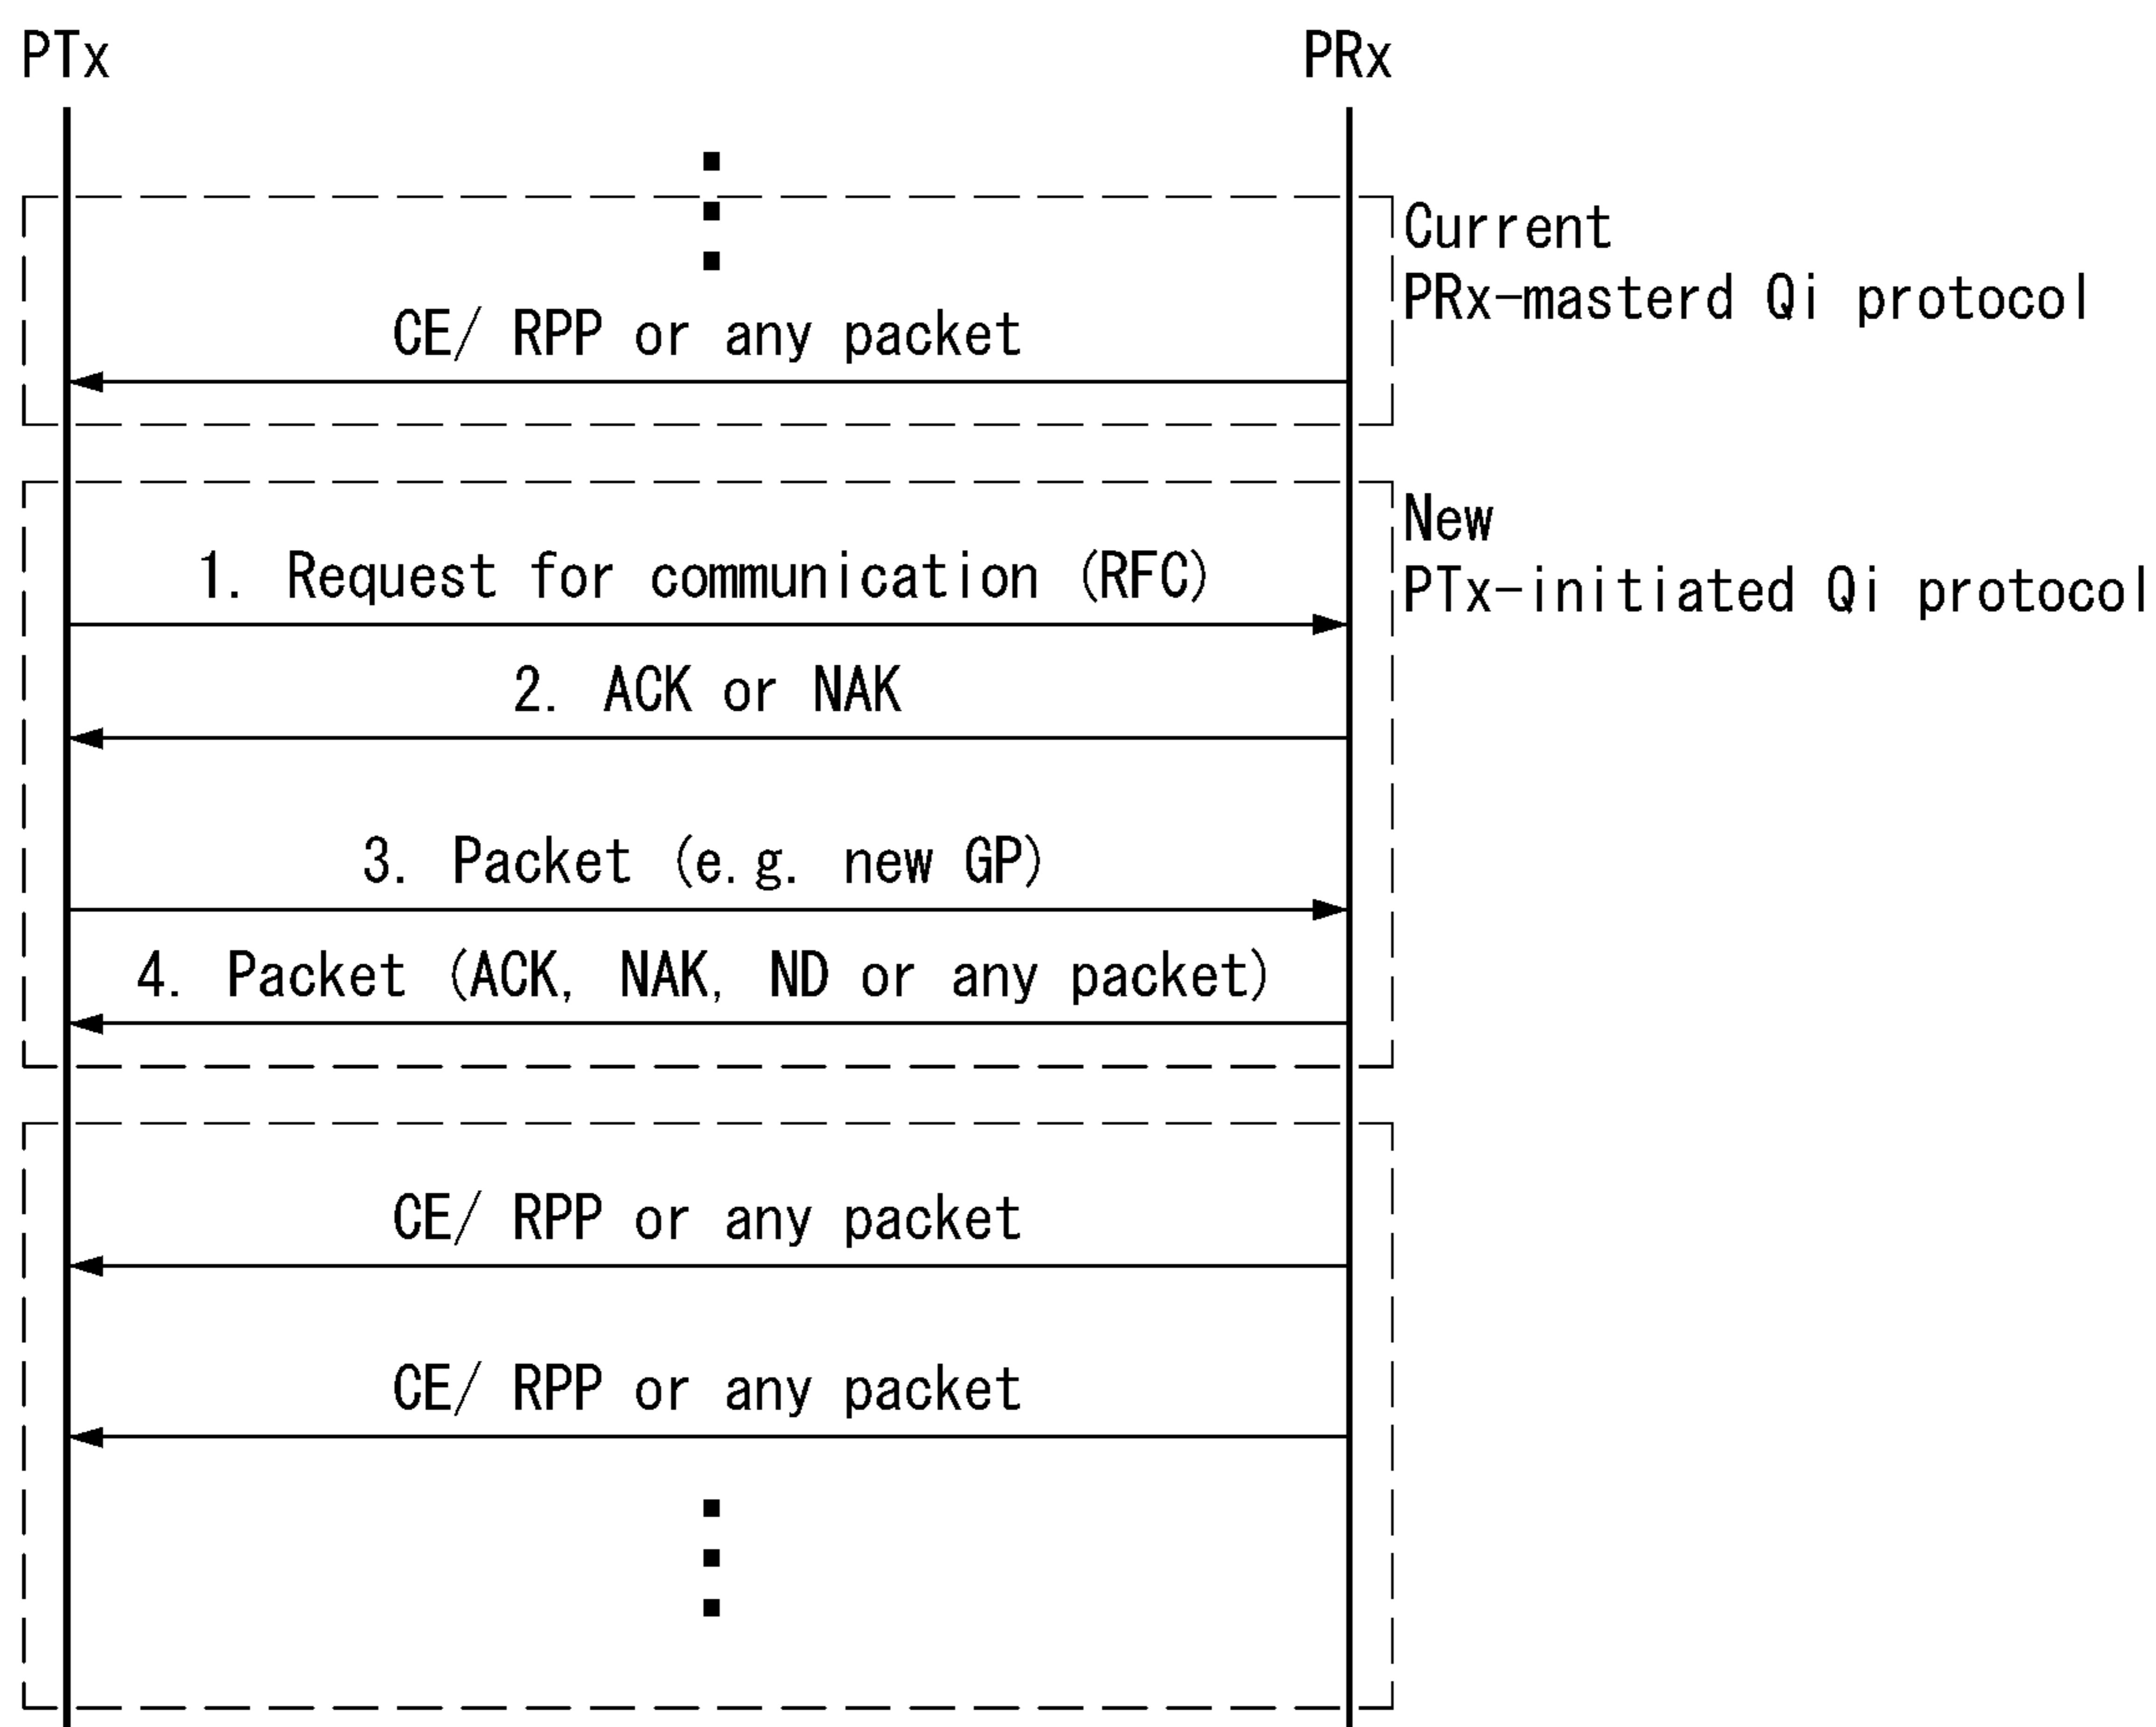 PTx
PRx
Current
PRx-masterd Qi protocol
CE/ RPP or any packet
New
PTx-initiated Qi protocol
1. Request for communication (RFC)
2. ACK or NAK
3. Packet (e.g. new GP)
4. Packet (ACK, NAK, ND or any packet)
CE/ RPP or any packet
CE/ RPP or any packet